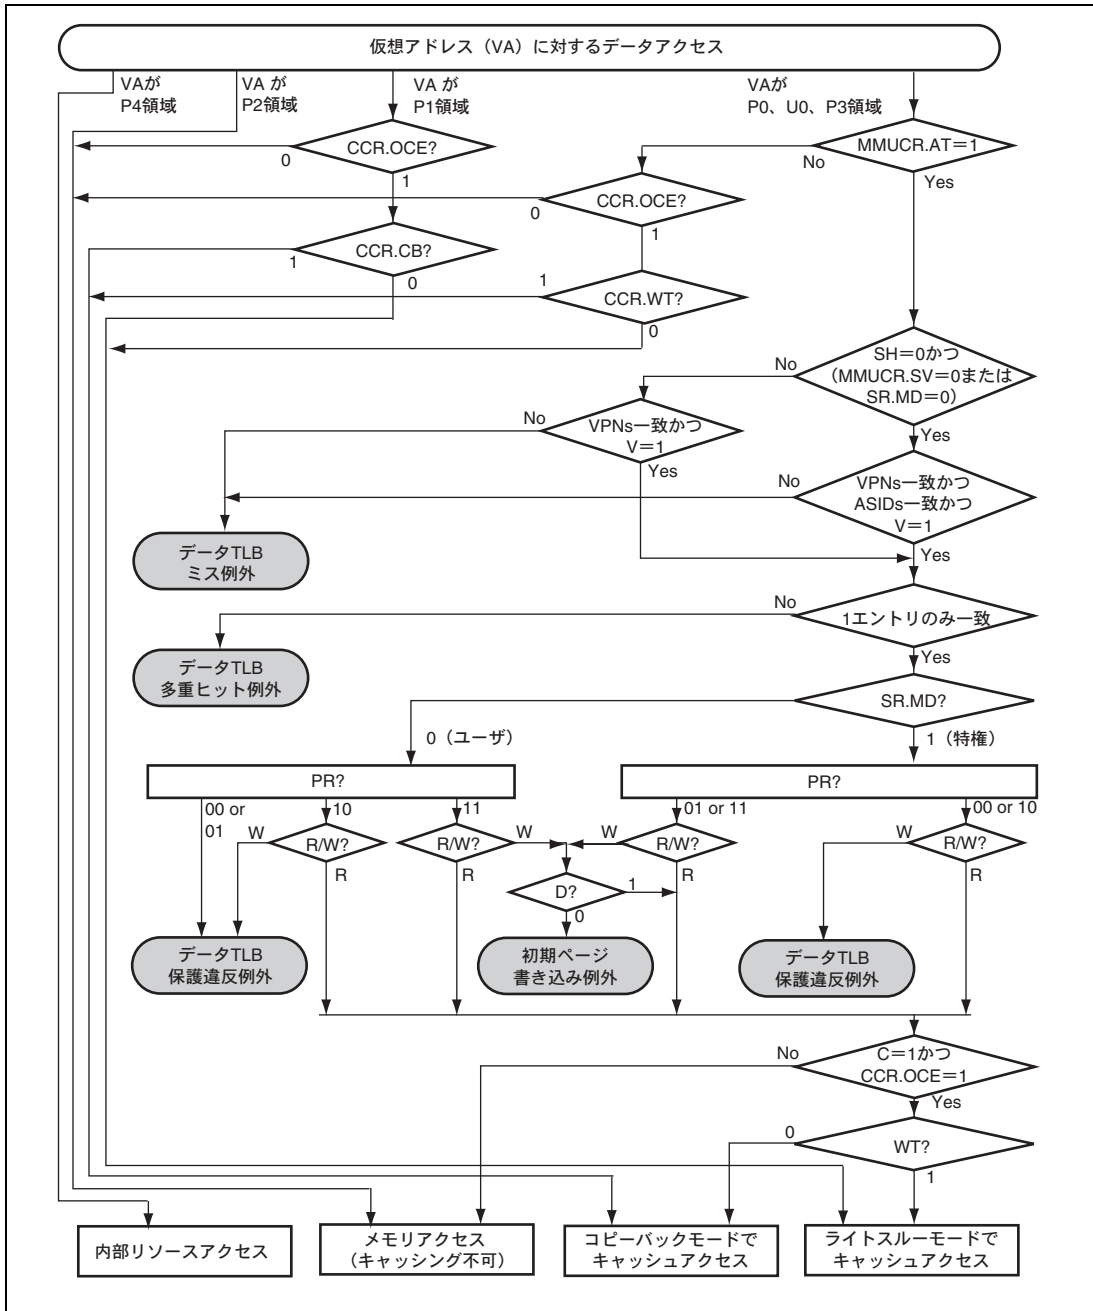 仮想アドレス（VA）に対するデータアクセス
VAが
P4領域
VA が
P2領域
VA が
P1領域
VAが
P0、U0、P3領域
CCR.OCE?
0
1
MMUCR.AT＝1
No
Yes
CCR.OCE?
0
1
CCR.CB?
1
0
CCR.WT?
1
0
SH＝0かつ
（MMUCR.SV＝0または
SR.MD＝0）
No
Yes
VPNs一致かつ
V＝1
No
Yes
VPNs一致かつ
ASIDs一致かつ
V＝1
No
Yes
データTLB
ミス例外
1エントリのみ一致
No
Yes
データTLB
多重ヒット例外
SR.MD?
0（ユーザ）
1（特権）
PR?
PR?
00 or
01
10
11
01 or 11
00 or 10
W
R/W?
R
R/W?
W
R
W
R/W?
R
W
R/W?
R
D?
1
0
データTLB
保護違反例外
初期ページ
書き込み例外
データTLB
保護違反例外
C＝1かつ
CCR.OCE＝1
No
Yes
WT?
0
1
内部リソースアクセス
メモリアクセス
（キャッシング不可）
コピーバックモードで
キャッシュアクセス
ライトスルーモードで
キャッシュアクセス